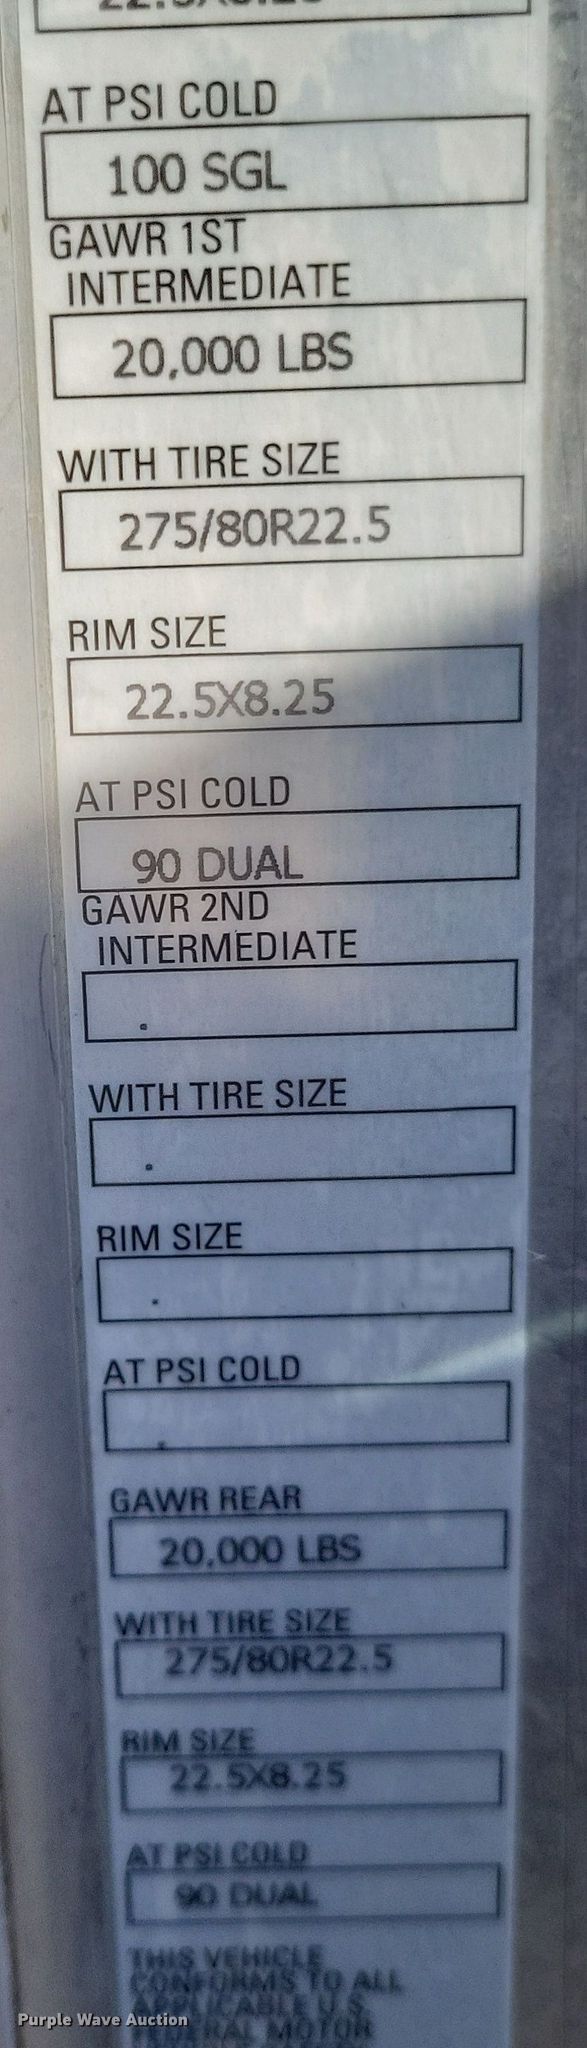 AT PSI COLD
100 SGL
GAWR 1ST
INTERMEDIATE
20,000 LBS
WITH TIRE SIZE
275/80R22.5
RIM SIZE
22.5X8.25
AT PSI COLD
90 DUAL
GAWR 2ND
INTERMEDIATE
.
WITH TIRE SIZE
.
RIM SIZE
.
AT PSI COLD
.
GAWR REAR
20,000 LBS
WITH TIRE SIZE
275/80R22.5
RIM SIZE
22.5X8.25
AT PSI COLD
90 DUAL
THIS VEHICLE
CONFORMS TO ALL
APPLICABLE U.S.
FEDERAL MOTOR
Purple Wave Auction